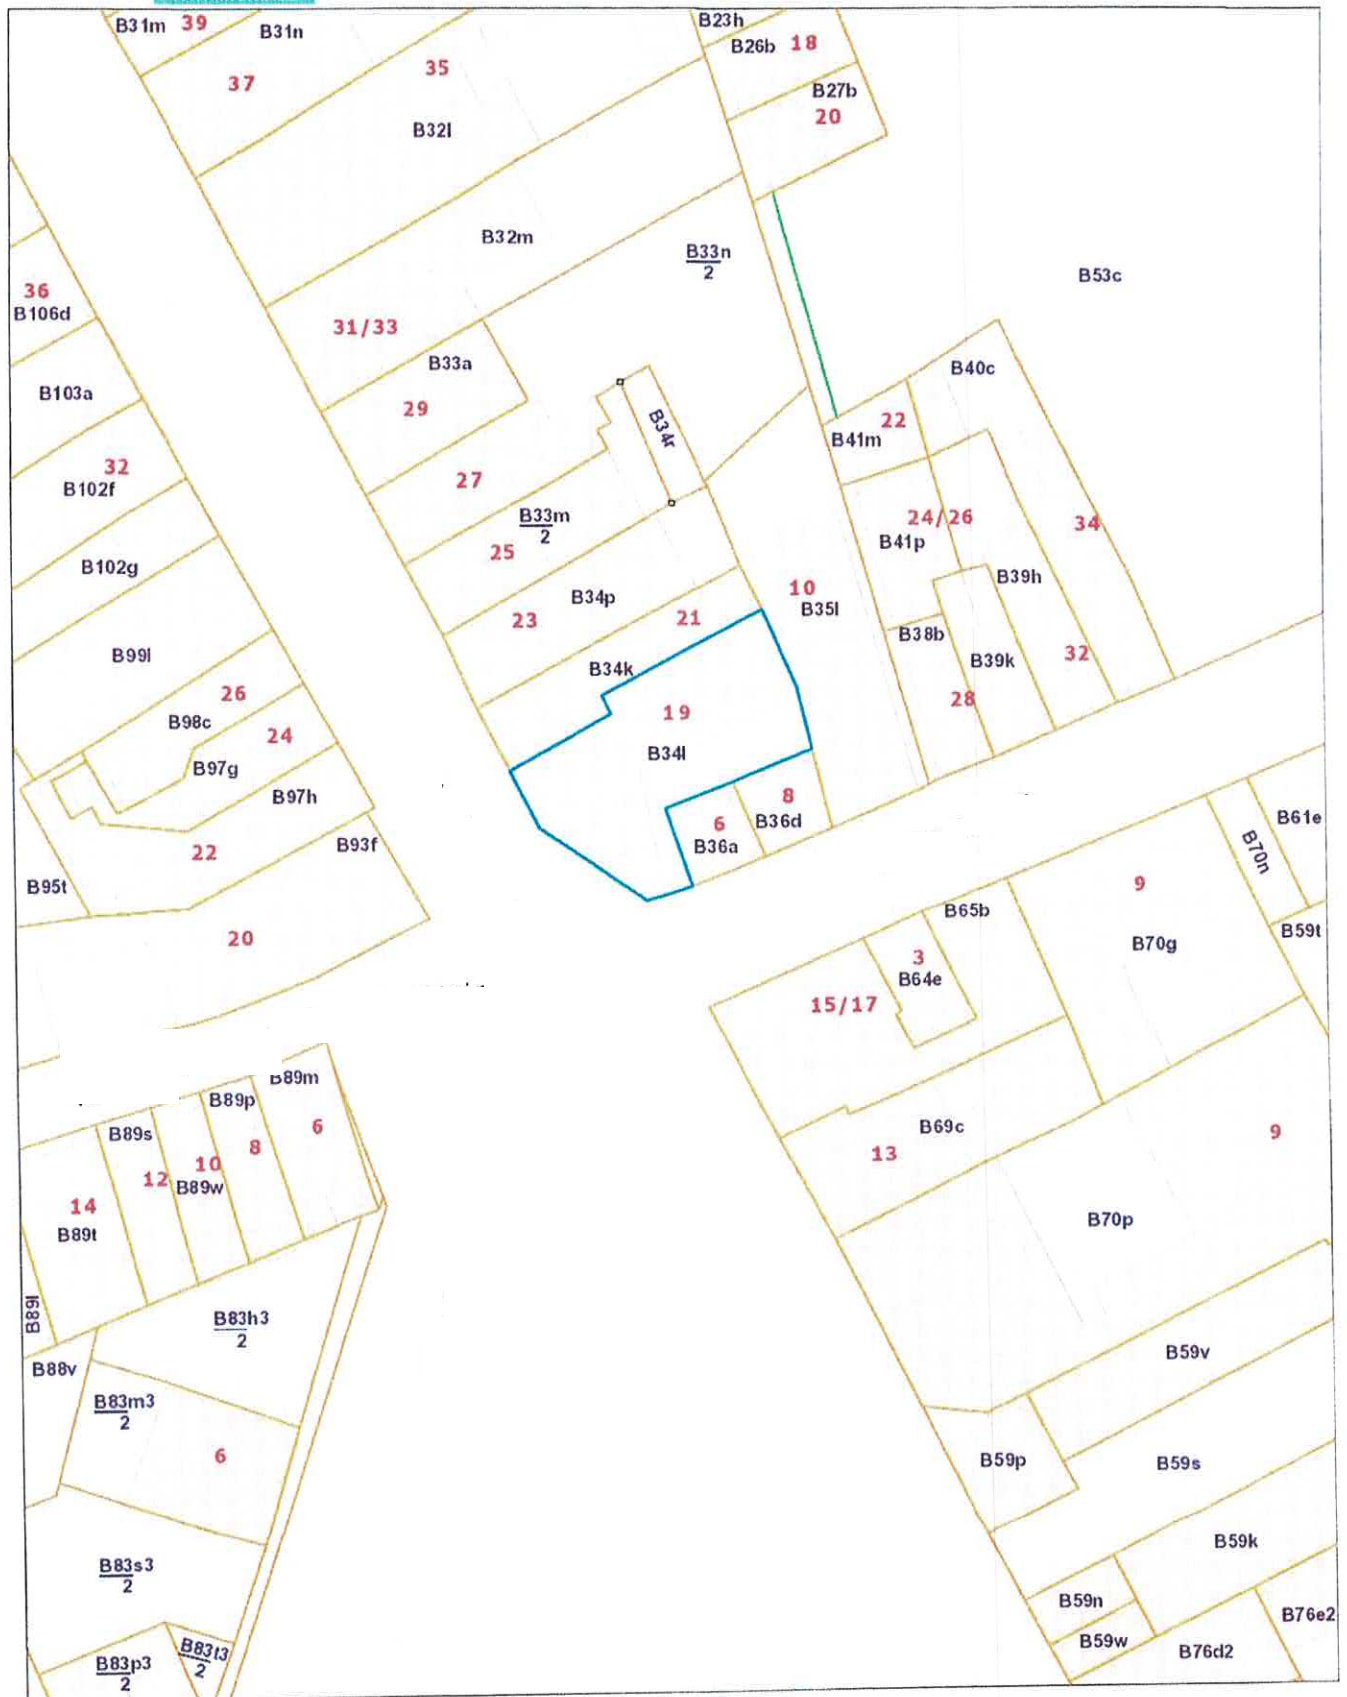 B31m 39
B31n
B23h
B26b 18
37
35
B27b
20
B32l
B32m
B33n
2
B53c
36
B106d
31/33
B33a
B40c
B103a
29
B34r
22
B41m
32
B102f
27
B33m
2
25
24/26
34
B41p
B102g
B34p
10
B39h
23
21
B35l
B99l
B34k
B38b
B39k
32
26
B98c
19
28
24
B34l
B97g
B97h
8
B36d
6
B36a
B61e
22
B93f
B70n
B95t
9
B65b
20
B59t
B70g
3
B64e
15/17
B89m
B89p
B89s
6
B69c
9
8
13
12
10
B89w
14
B89t
B70p
B89l
B83h3
2
B59v
B88v
B83m3
2
6
B59p
B59s
B59k
B83s3
2
B59n
B76e2
B59w
B83t3
2
B76d2
B83p3
2